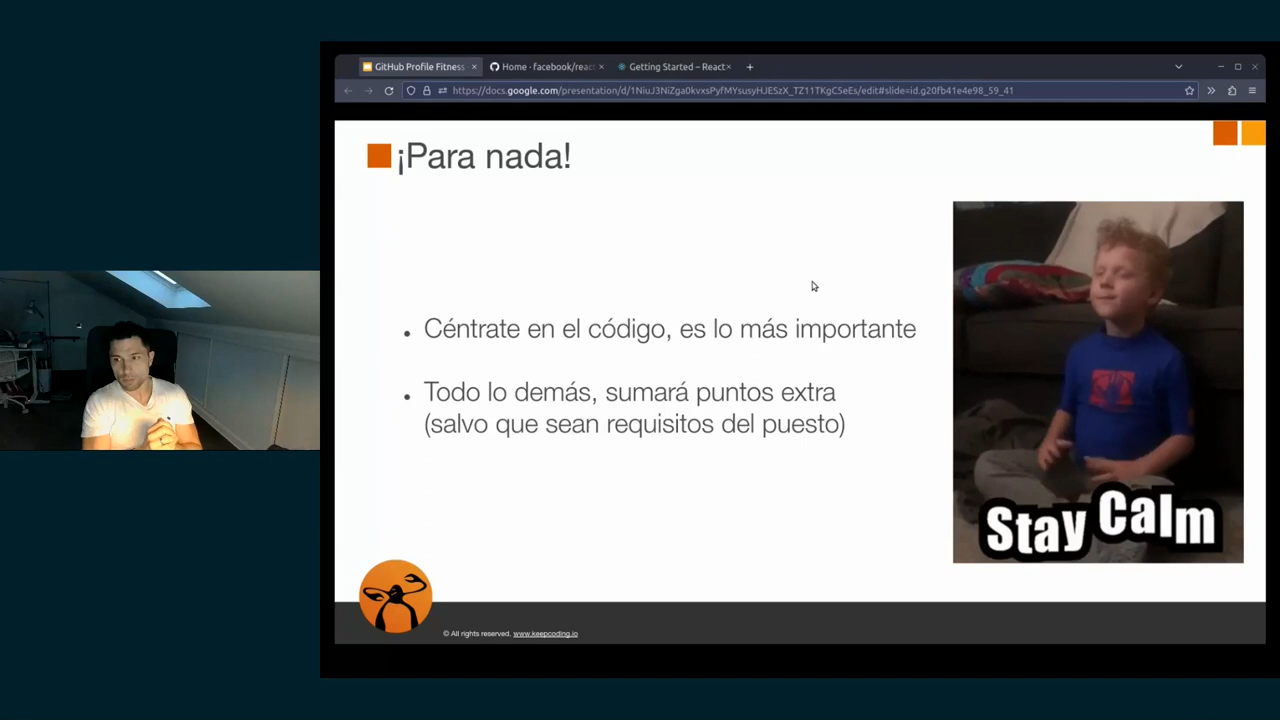 GitHub Profile Fitness
Home · facebook/reac
Getting Started – React
https://docs.google.com/presentation/d/1NiuJ3NiZga0kvxsPyfMYsusyHJESzX_TZ11TKgC5eEs/edit#slide=id.g20fb41e4e98_59_41
¡Para nada!
• Céntrate en el código, es lo más importante
• Todo lo demás, sumará puntos extra
(salvo que sean requisitos del puesto)
Stay Calm
© All rights reserved. www.keepcoding.io